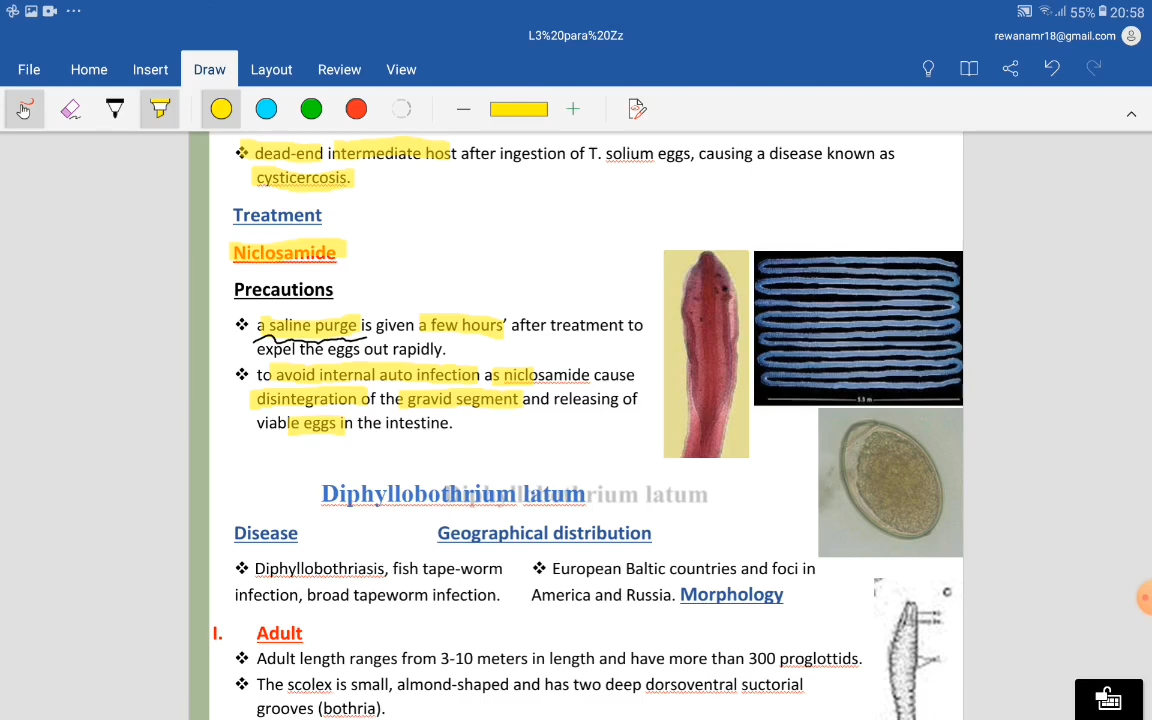 55% 20:58
L3%20para%20Zz
rewanamr18@gmail.com
File Home Insert Draw Layout Review View
❖ dead-end intermediate host after ingestion of T. solium eggs, causing a disease known as
cysticercosis.
Treatment
Niclosamide
Precautions
❖ a saline purge is given a few hours’ after treatment to
expel the eggs out rapidly.
❖ to avoid internal auto infection as niclosamide cause
disintegration of the gravid segment and releasing of
viable eggs in the intestine.
Diphyllobothrium latum
Disease Geographical distribution
❖ Diphyllobothriasis, fish tape-worm ❖ European Baltic countries and foci in
infection, broad tapeworm infection. America and Russia. Morphology
I. Adult
❖ Adult length ranges from 3-10 meters in length and have more than 300 proglottids.
❖ The scolex is small, almond-shaped and has two deep dorsoventral suctorial
grooves (bothria).